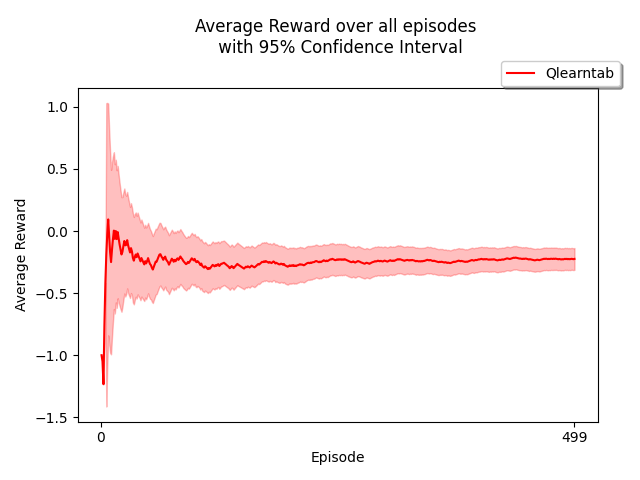 Average Reward over all episodes
with 95% Confidence Interval
Qlearntab
1.0
0.5
0.0
−0.5
−1.0
−1.5
Average Reward
0
499
Episode